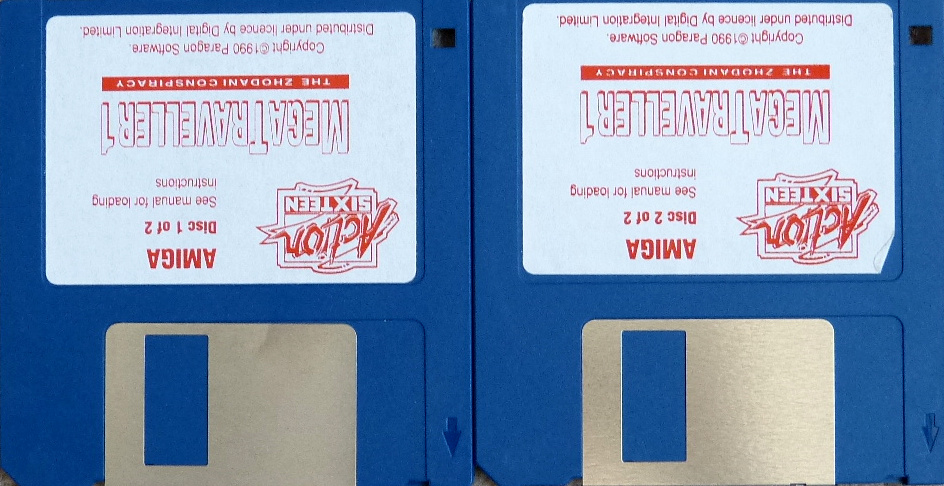 AMIGA
Disc 1 of 2
See manual for loading
instructions
Action
SIXTEEN
MEGATRAVELLER 1
THE ZHODANI CONSPIRACY
Copyright ©1990 Paragon Software.
Distributed under licence by Digital Integration Limited.
AMIGA
Disc 2 of 2
See manual for loading
instructions
Action
SIXTEEN
MEGATRAVELLER 1
THE ZHODANI CONSPIRACY
Copyright ©1990 Paragon Software.
Distributed under licence by Digital Integration Limited.